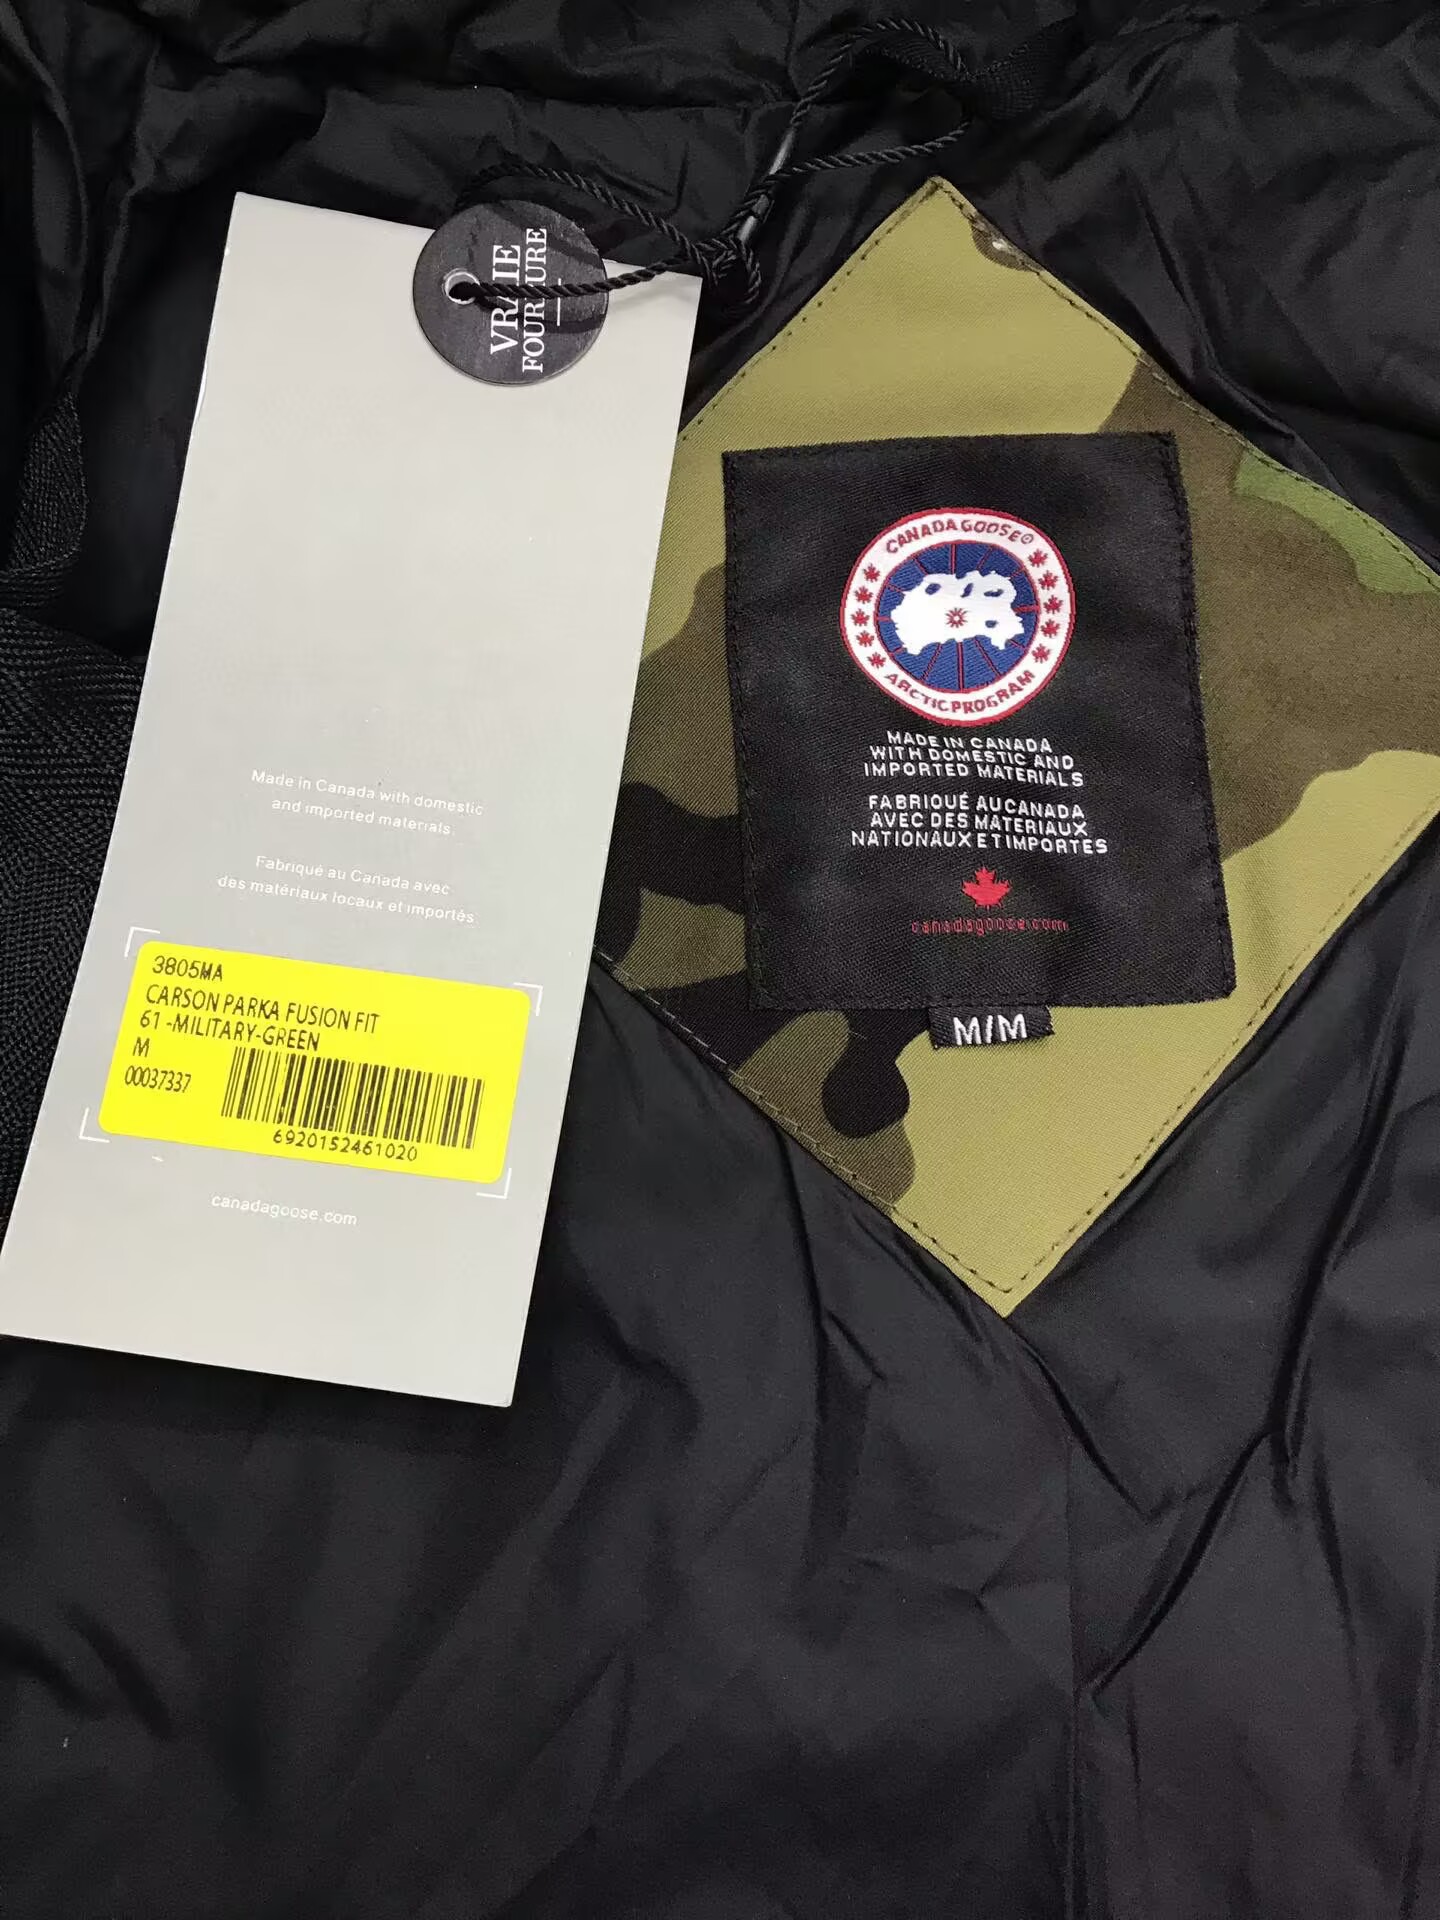 VRAIE
FOURRURE
Made in Canada with domestic
and imported materials.
Fabriqué au Canada avec
des matériaux locaux et importés.
3805MA
CARSON PARKA FUSION FIT
61 -MILITARY-GREEN
M
00037337
6920152461020
canadagoose.com
CANADA GOOSE®
ARCTIC PROGRAM
MADE IN CANADA
WITH DOMESTIC AND
IMPORTED MATERIALS
FABRIQUÉ AU CANADA
AVEC DES MATERIAUX
NATIONAUX ET IMPORTÉS
canadagoose.com
M/M